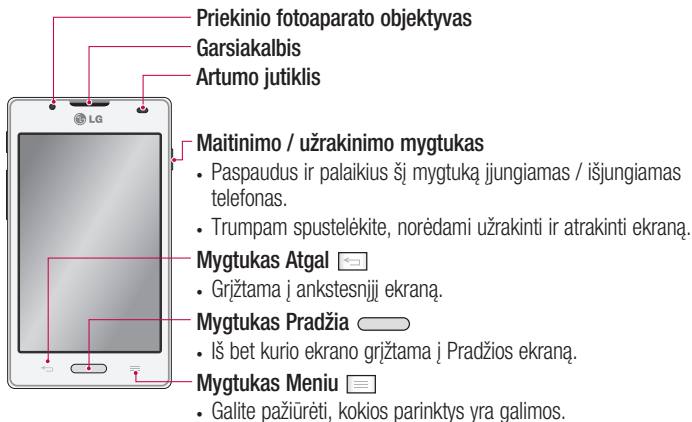 Priekinio fotoaparato objektyvas
Garsiakalbis
Artumo jutiklis
LG
Maitinimo / užrakinimo mygtukas
• Paspaudus ir palaikius šį mygtuką įjungiamas / išjungiamas
telefonas.
• Trumpam spustelėkite, norėdami užrakinti ir atrakinti ekraną.
Mygtukas Atgal
• Grįžtama į ankstesnįjį ekraną.
Mygtukas Pradžia
• Iš bet kurio ekrano grįžtama į Pradžios ekraną.
Mygtukas Meniu
• Galite pažiūrėti, kokios parinktys yra galimos.